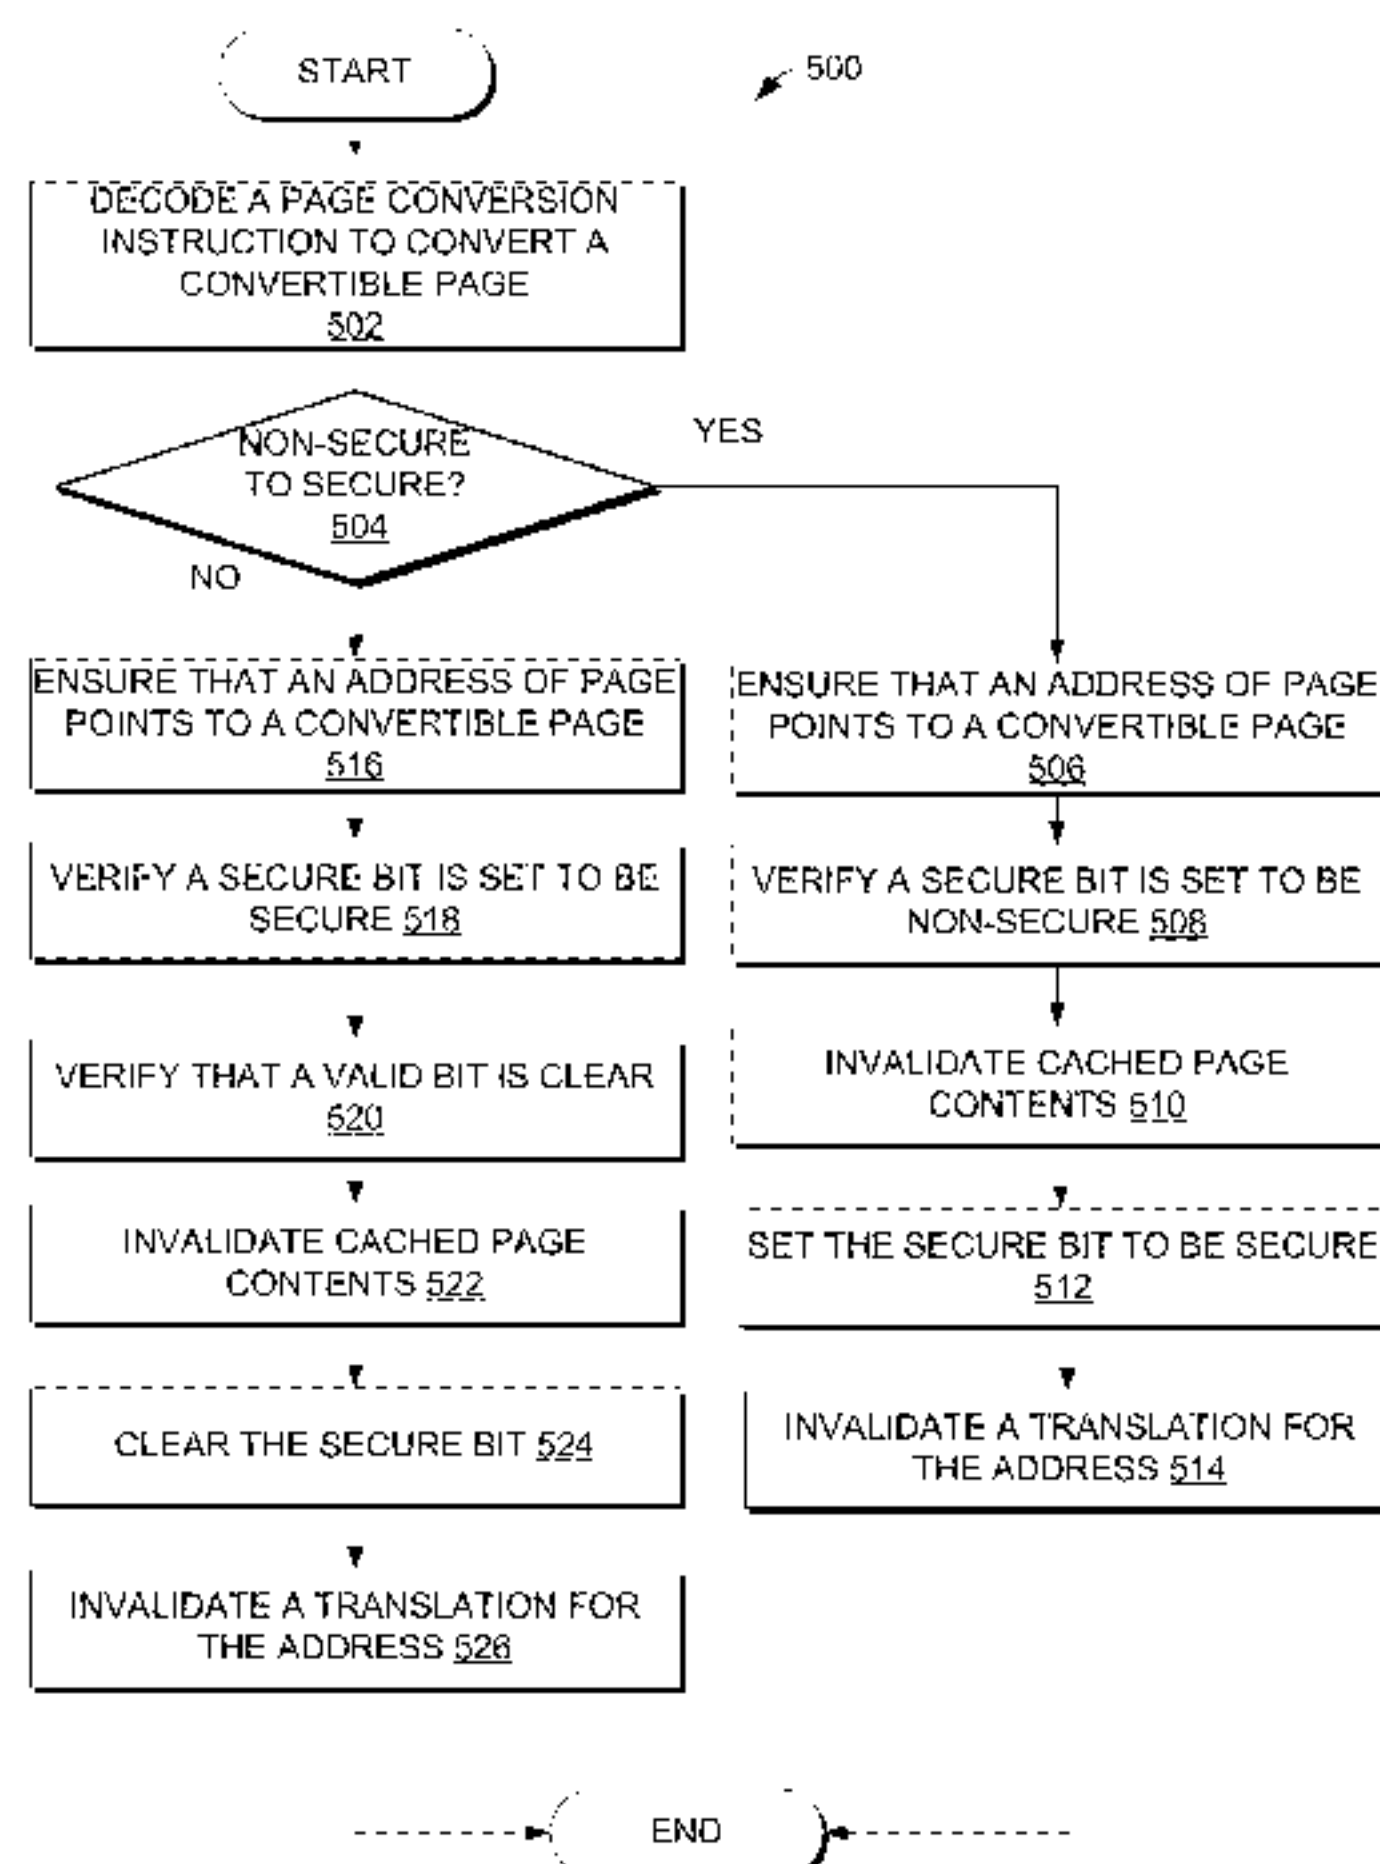 START
500
DECODE A PAGE CONVERSION
INSTRUCTION TO CONVERT A
CONVERTIBLE PAGE
502
NON-SECURE
TO SECURE?
504
YES
NO
ENSURE THAT AN ADDRESS OF PAGE
POINTS TO A CONVERTIBLE PAGE
516
VERIFY A SECURE BIT IS SET TO BE
SECURE 518
VERIFY THAT A VALID BIT IS CLEAR
520
INVALIDATE CACHED PAGE
CONTENTS 522
CLEAR THE SECURE BIT 524
INVALIDATE A TRANSLATION FOR
THE ADDRESS 526
ENSURE THAT AN ADDRESS OF PAGE
POINTS TO A CONVERTIBLE PAGE
506
VERIFY A SECURE BIT IS SET TO BE
NON-SECURE 508
INVALIDATE CACHED PAGE
CONTENTS 510
SET THE SECURE BIT TO BE SECURE
512
INVALIDATE A TRANSLATION FOR
THE ADDRESS 514
END